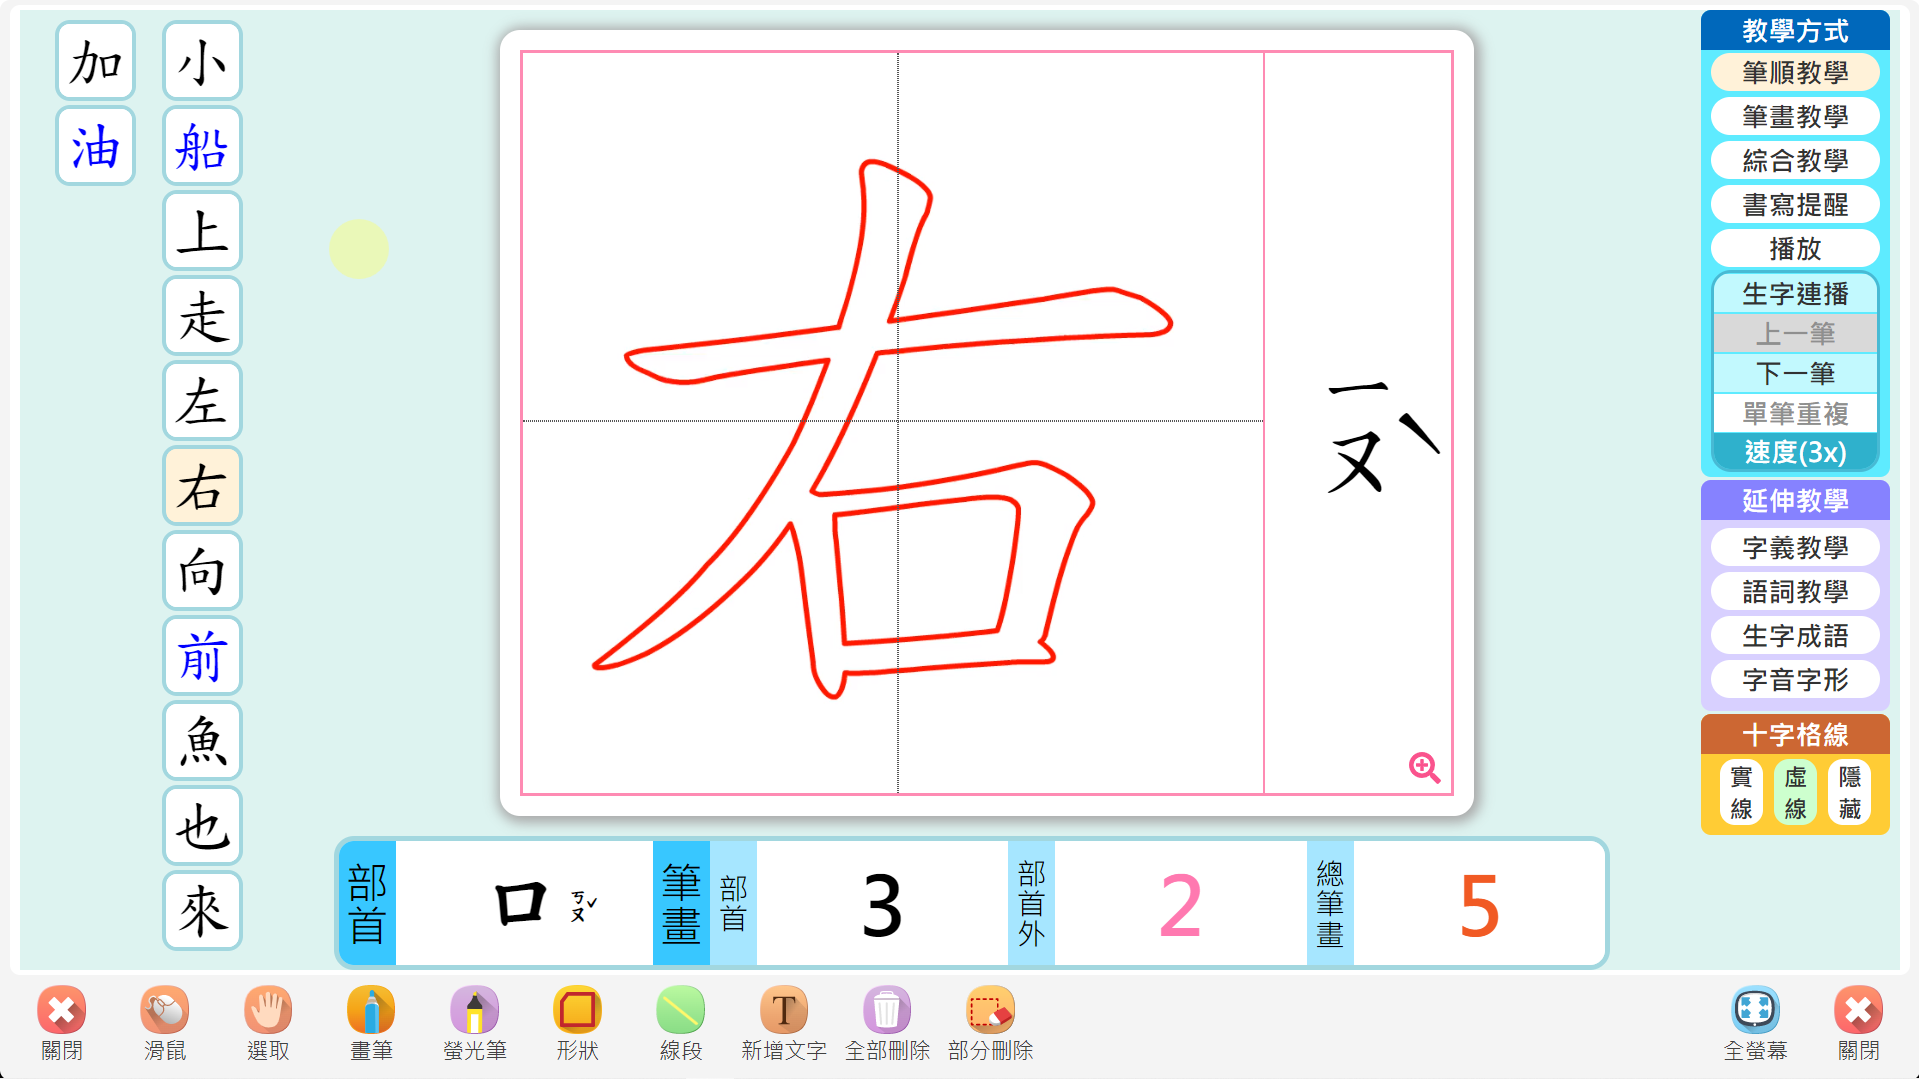 加
油
小
船
上
走
左
右
向
前
魚
也
來
右
ㄧㄡˋ
教學方式
筆順教學
筆畫教學
綜合教學
書寫提醒
播放
生字連播
上一筆
下一筆
單筆重複
速度(3x)
延伸教學
字義教學
語詞教學
生字成語
字音字形
十字格線
實線
虛線
隱藏
部首
口 ㄎㄡˇ
筆畫
部首
3
部首外
2
總筆畫
5
關閉
滑鼠
選取
畫筆
螢光筆
形狀
線段
T
新增文字
全部刪除
部分刪除
全螢幕
關閉